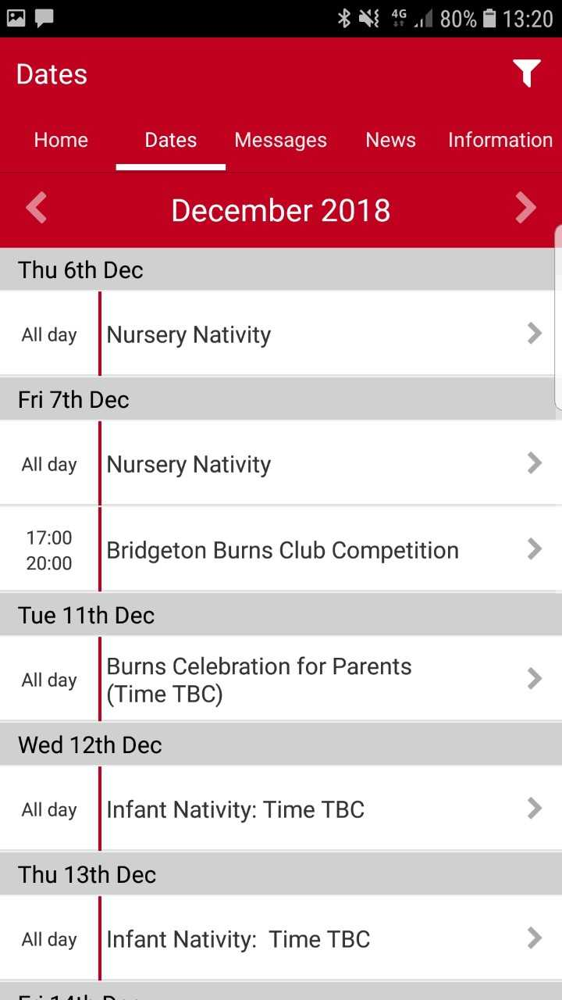 4G 80% 13:20
Dates
Home Dates Messages News Information
December 2018
Thu 6th Dec
All day Nursery Nativity
Fri 7th Dec
All day Nursery Nativity
17:00
20:00
Bridgeton Burns Club Competition
Tue 11th Dec
All day
Burns Celebration for Parents
(Time TBC)
Wed 12th Dec
All day Infant Nativity: Time TBC
Thu 13th Dec
All day Infant Nativity:  Time TBC
Fri 14th Dec